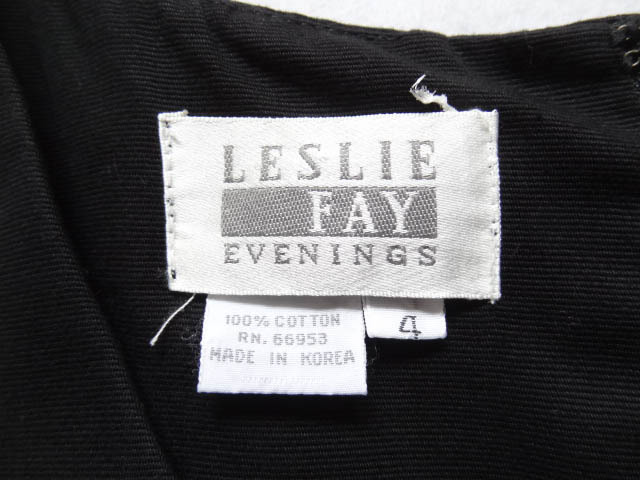 LESLIE
FAY
EVENINGS
100% COTTON
RN. 66953
MADE IN KOREA
4